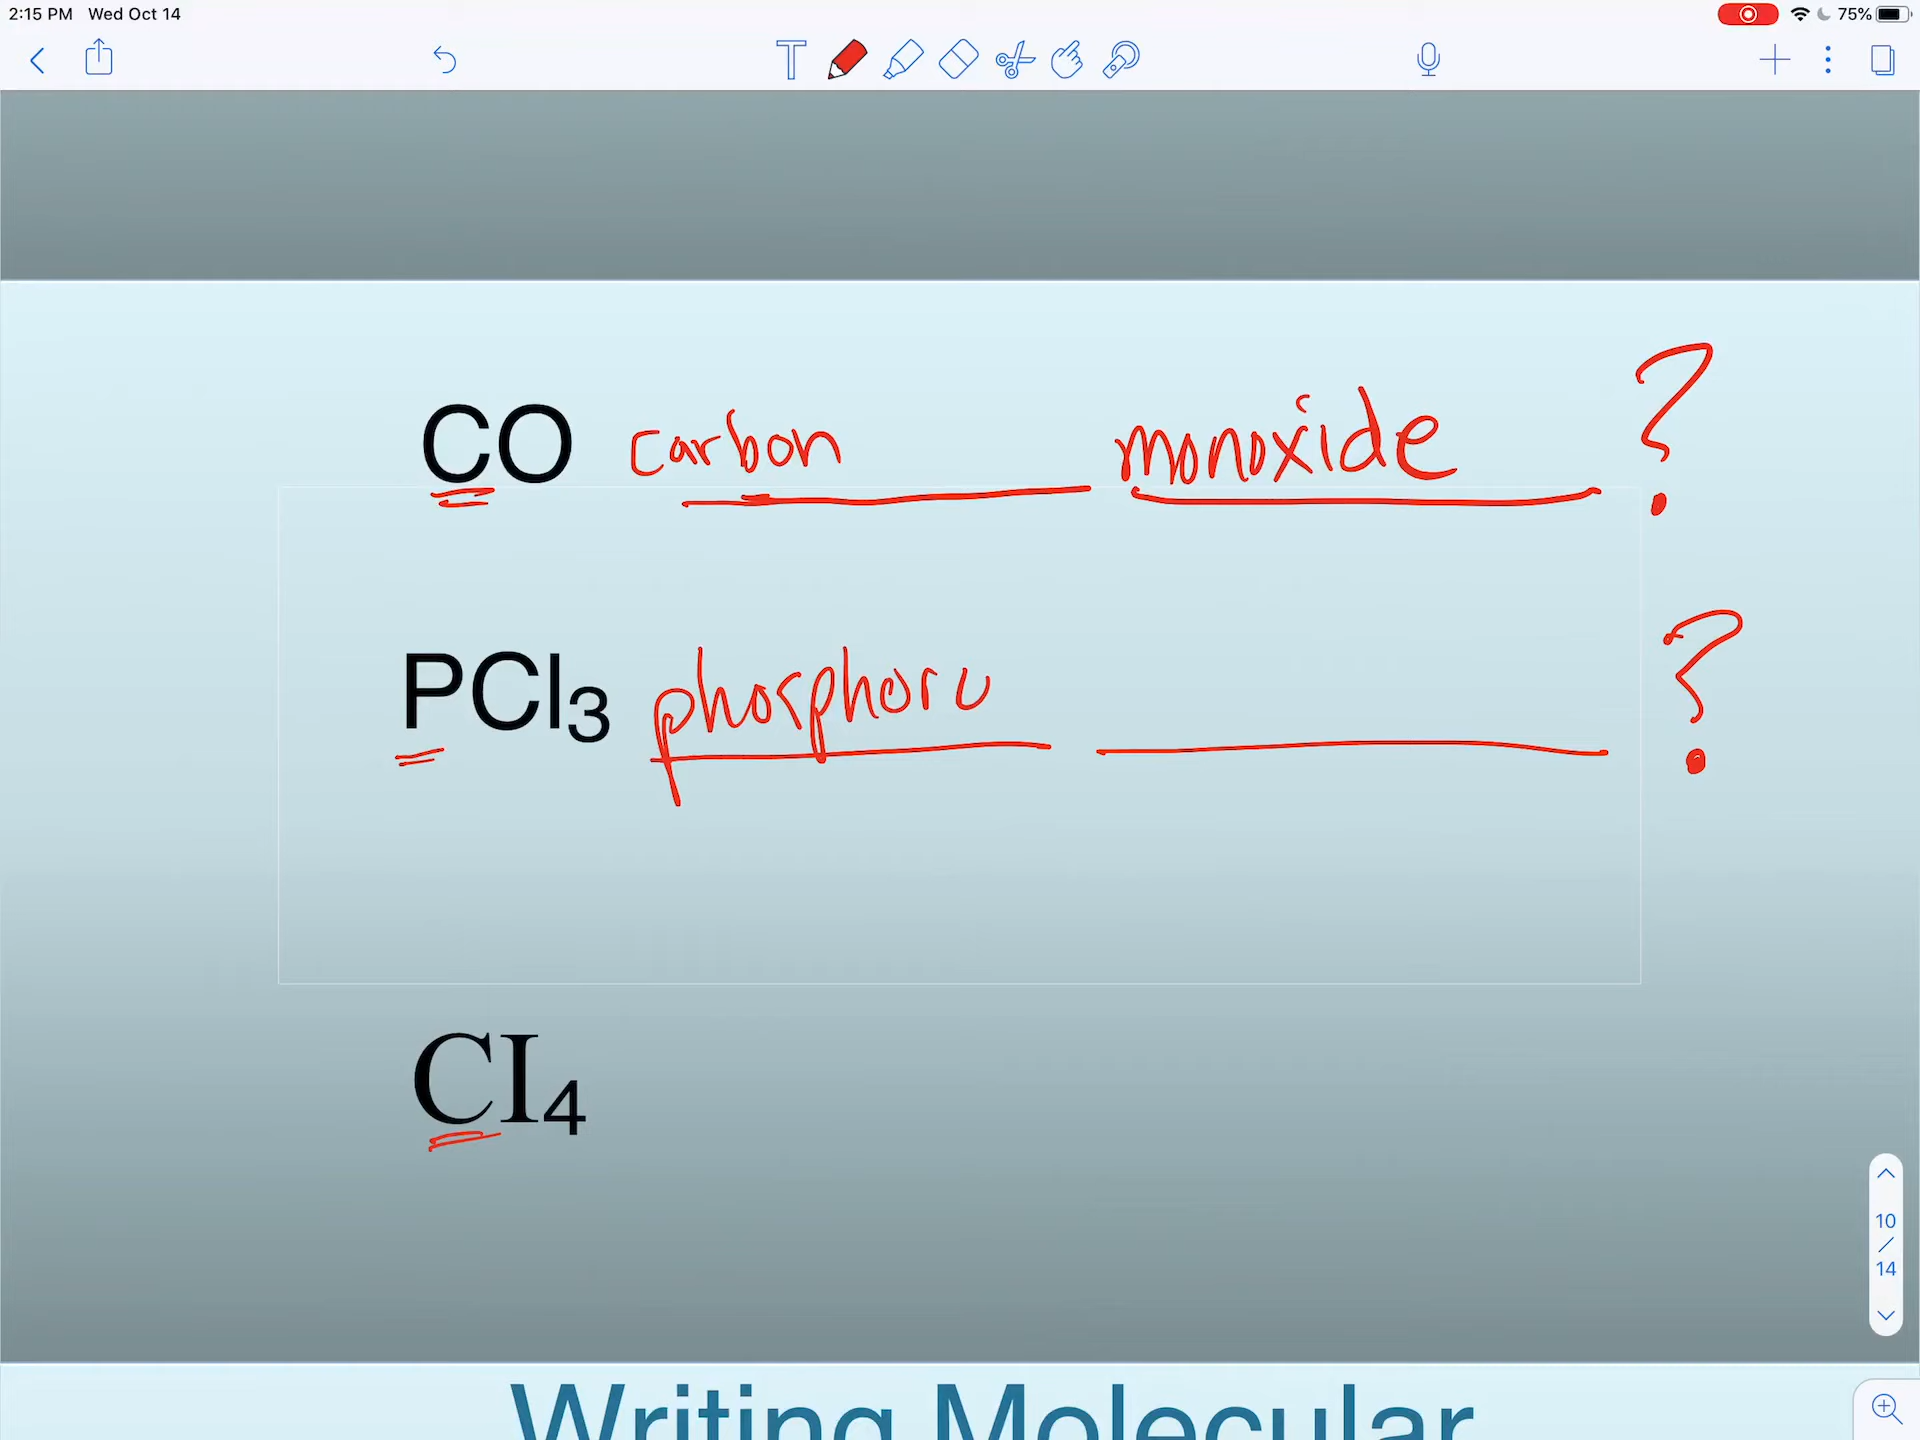 2:15 PM Wed Oct 14 75%
T
CO carbon monoxide ?
PCl₃ phosphoru ?
CI₄
10
/
14
Writing Molecular